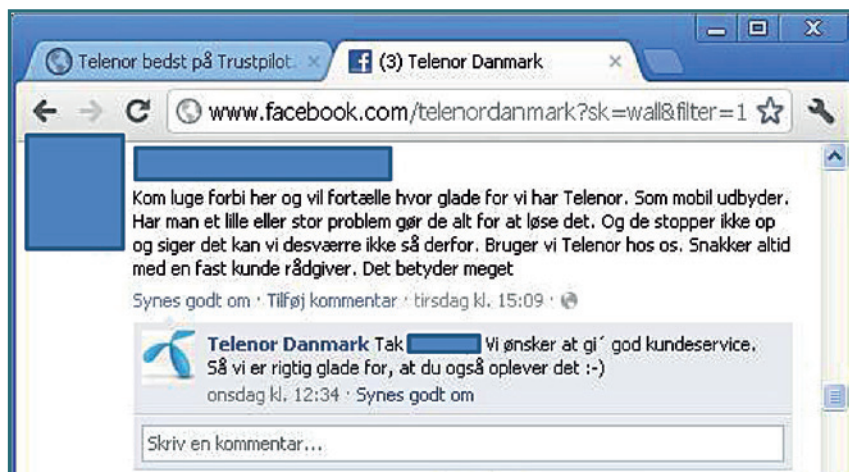 Telenor bedst på Trustpilot.
(3) Telenor Danmark
www.facebook.com/telenordanmark?sk=wall&filter=1
Kom luge forbi her og vil fortælle hvor glade for vi har Telenor. Som mobil udbyder.
Har man et lille eller stor problem gør de alt for at løse det. Og de stopper ikke op
og siger det kan vi desværre ikke så derfor. Bruger vi Telenor hos os. Snakker altid
med en fast kunde rådgiver. Det betyder meget
Synes godt om · Tilføj kommentar · tirsdag kl. 15:09 ·
Telenor Danmark Tak Vi ønsker at gi´ god kundeservice.
Så vi er rigtig glade for, at du også oplever det :-)
onsdag kl. 12:34 · Synes godt om
Skriv en kommentar...